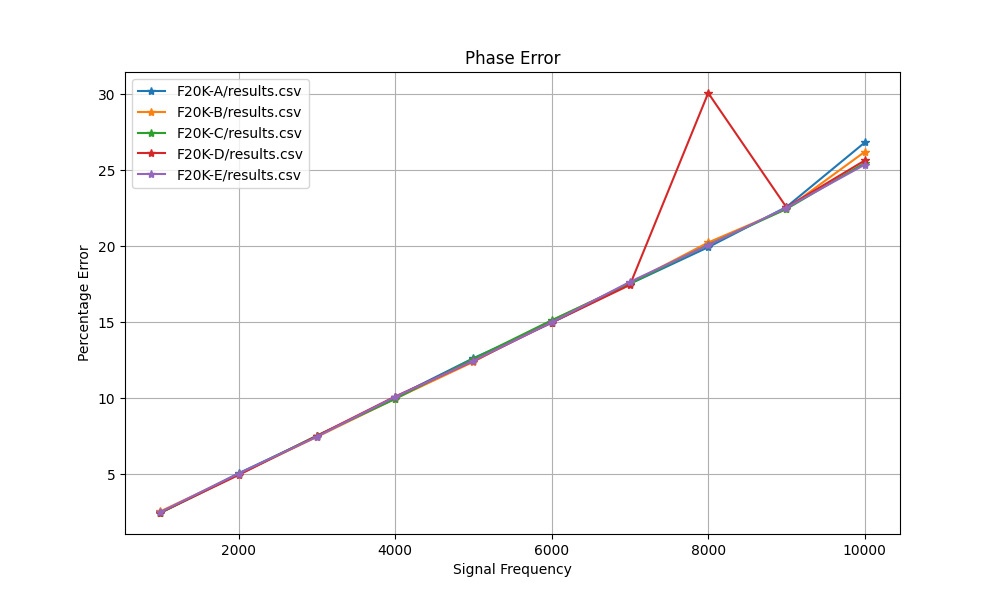 Phase Error
F20K-A/results.csv
F20K-B/results.csv
F20K-C/results.csv
F20K-D/results.csv
F20K-E/results.csv
Percentage Error
30
25
20
15
10
5
2000
4000
6000
8000
10000
Signal Frequency